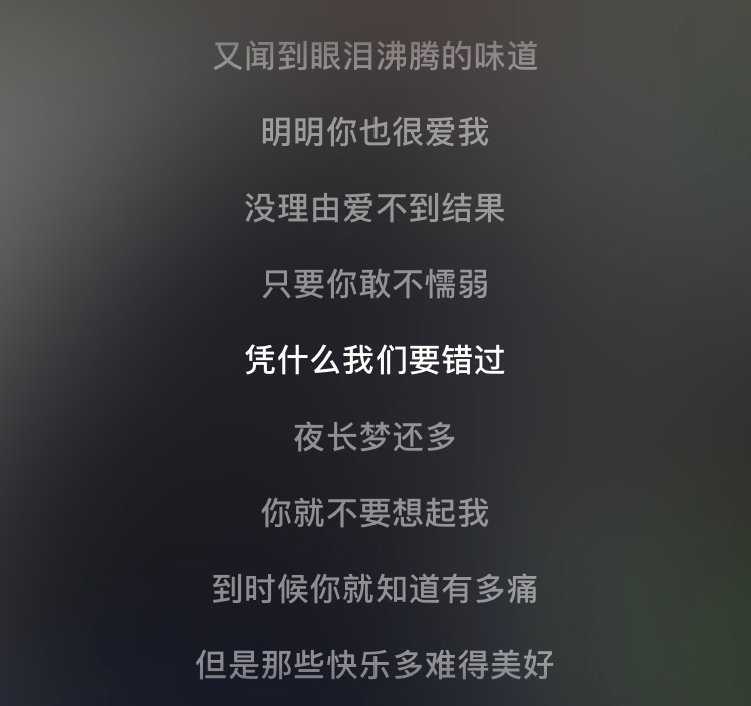 又闻到眼泪沸腾的味道
明明你也很爱我
没理由爱不到结果
只要你敢不懦弱
凭什么我们要错过
夜长梦还多
你就不要想起我
到时候你就知道有多痛
但是那些快乐多难得美好